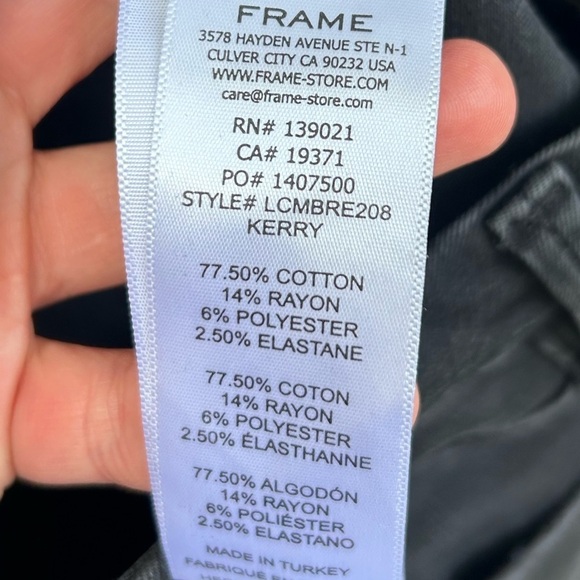 FRAME
3578 HAYDEN AVENUE STE N-1
CULVER CITY CA 90232 USA
WWW.FRAME-STORE.COM
care@frame-store.com
RN# 139021
CA# 19371
PO# 1407500
STYLE# LCMBRE208
KERRY
77.50% COTTON
14% RAYON
6% POLYESTER
2.50% ELASTANE
77.50% COTON
14% RAYON
6% POLYESTER
2.50% ÉLASTHANNE
77.50% ALGODÓN
14% RAYON
6% POLIÉSTER
2.50% ELASTANO
MADE IN TURKEY
FABRIQUÉ